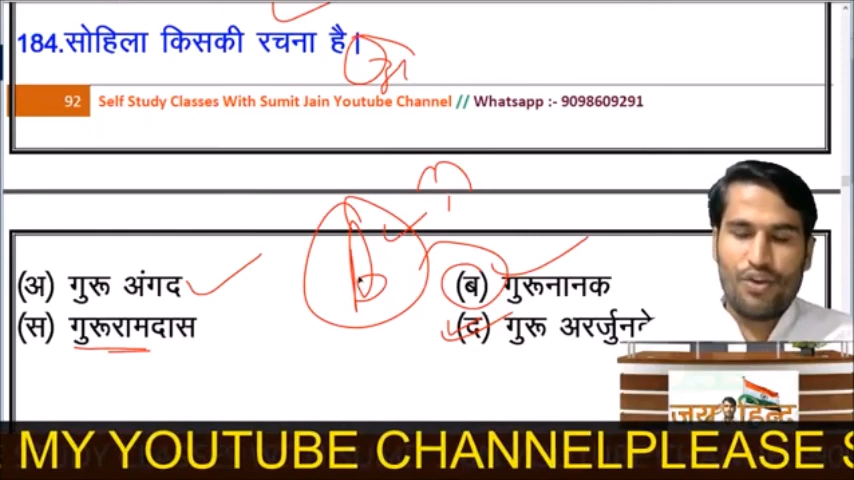 184.सोहिला किसकी रचना है।
92 Self Study Classes With Sumit Jain Youtube Channel // Whatsapp :- 9098609291
(अ) गुरू अंगद (ब) गुरूनानक
(स) गुरूरामदास (द) गुरू अरर्जुनदे
जय हिन्द
MY YOUTUBE CHANNELPLEASE S